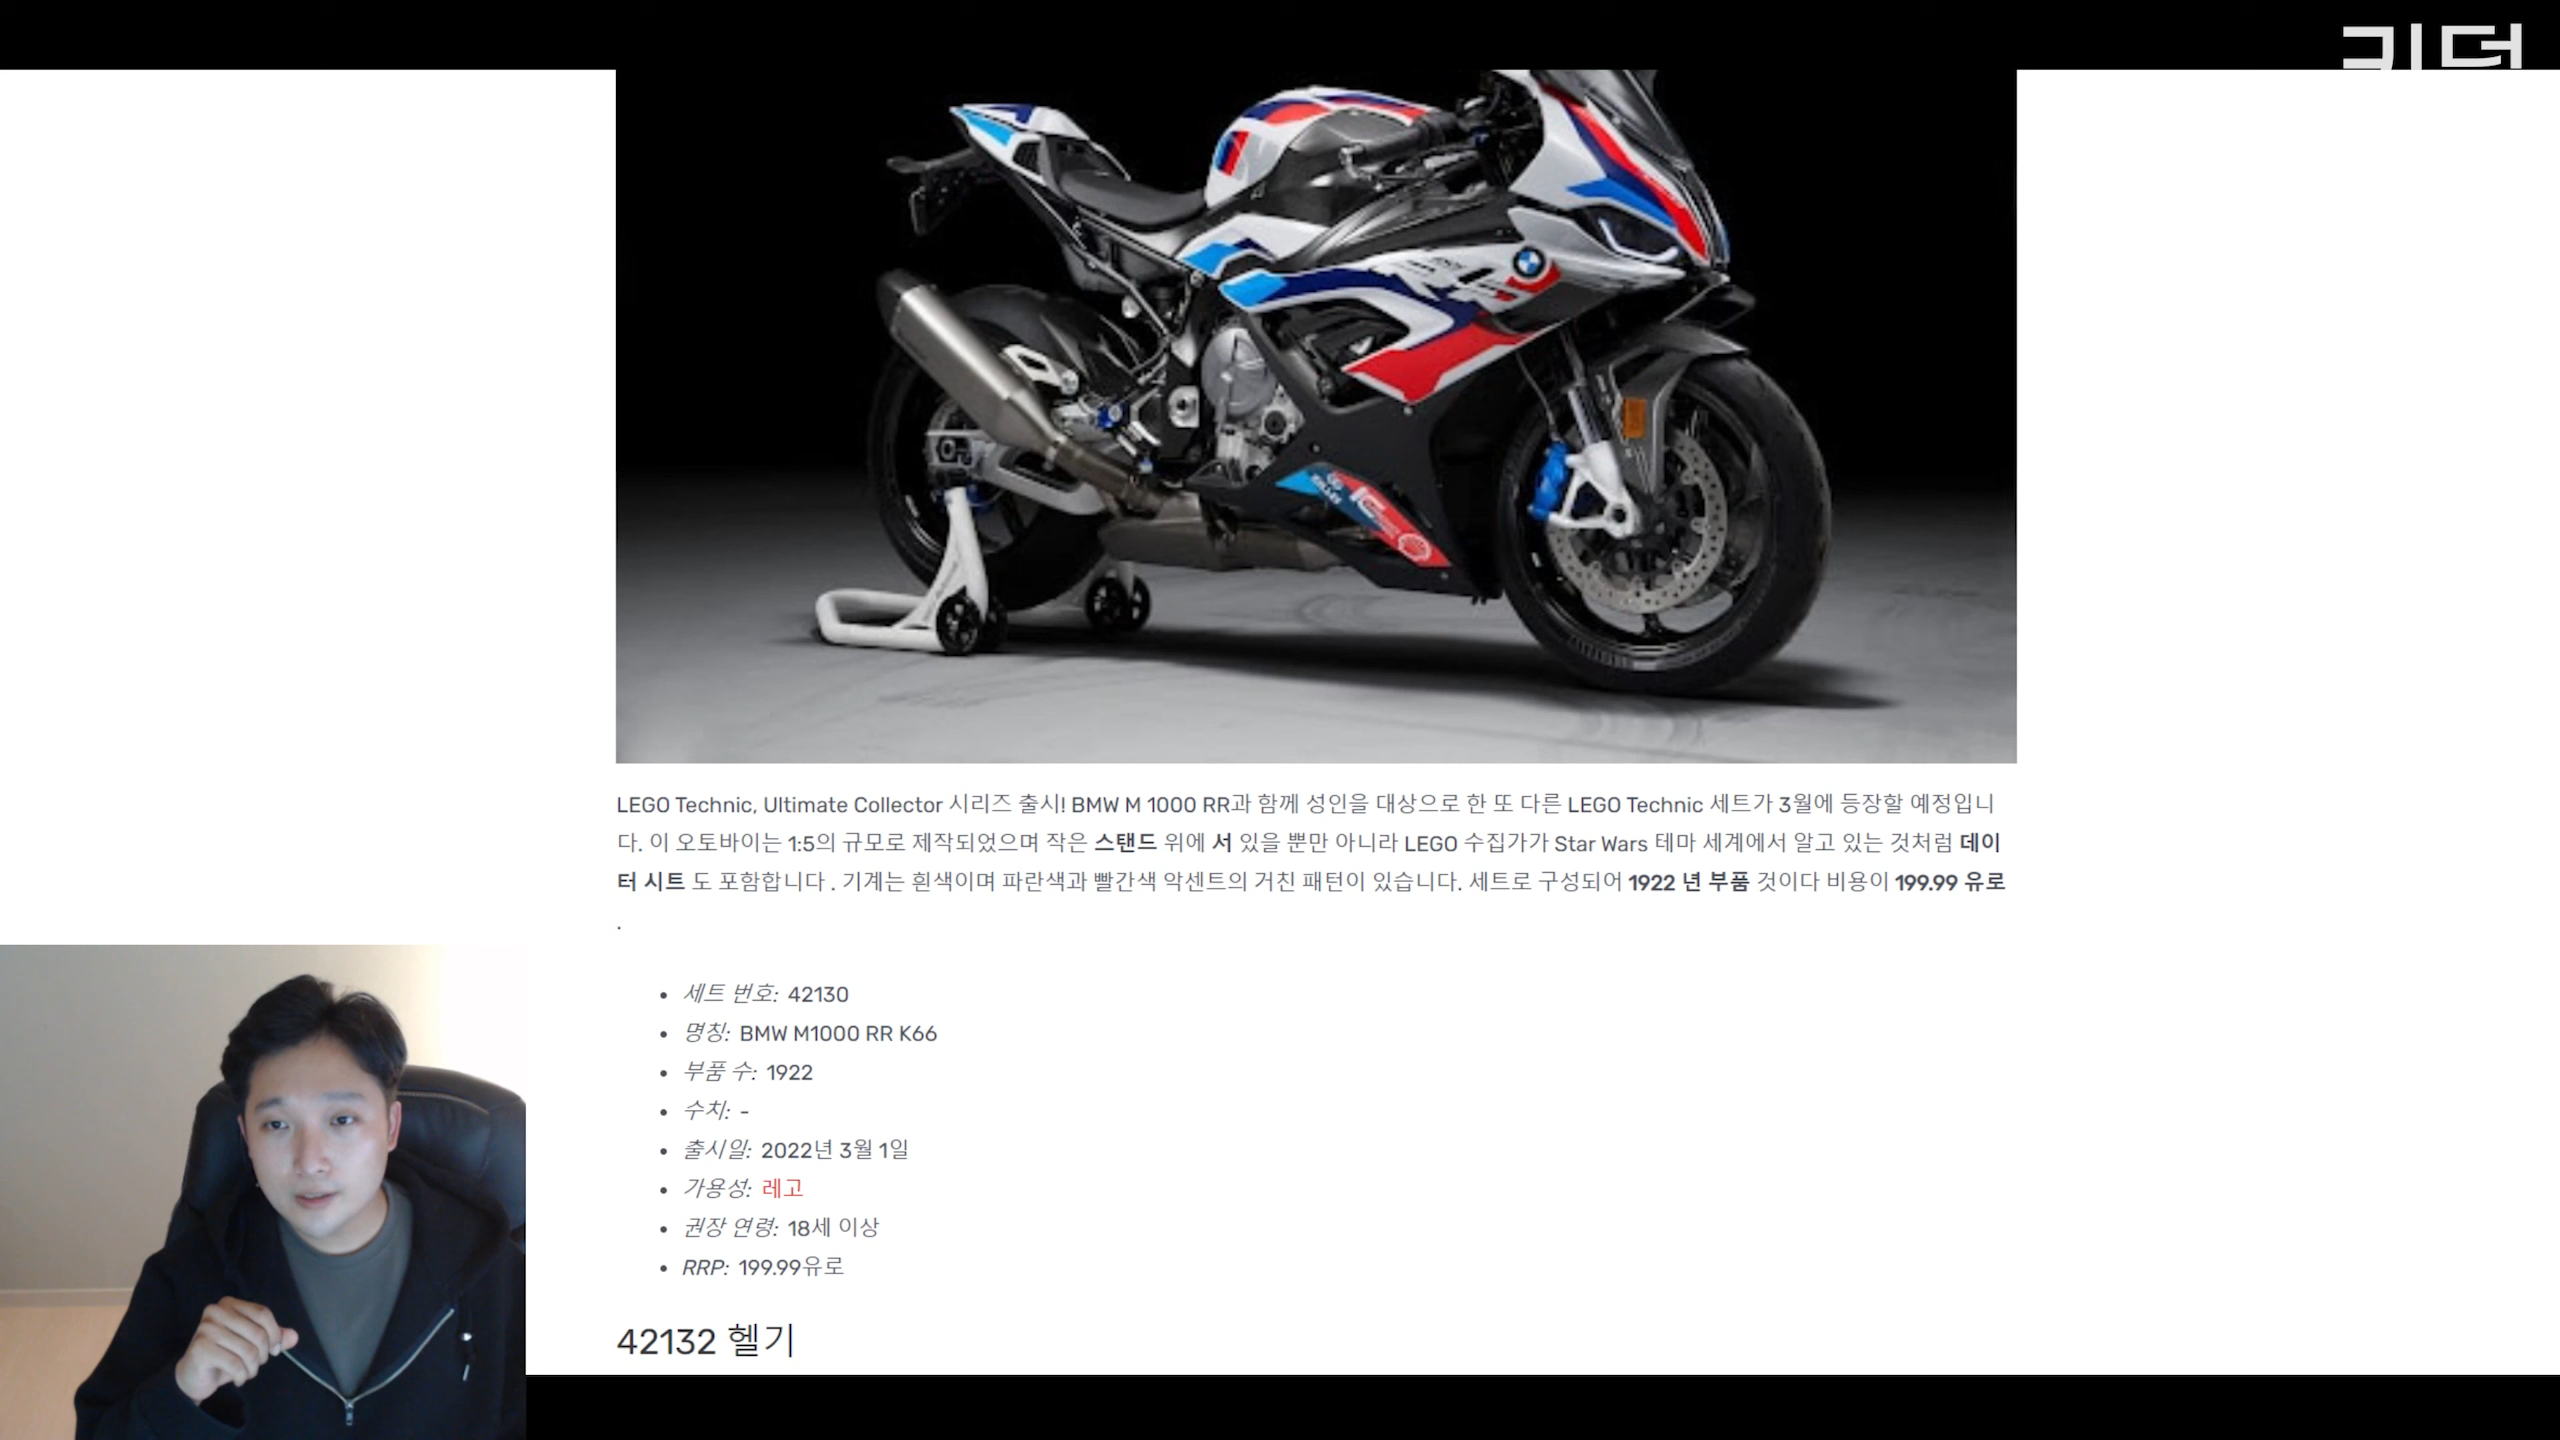 키덜
LEGO Technic, Ultimate Collector 시리즈 출시! BMW M 1000 RR과 함께 성인을 대상으로 한 또 다른 LEGO Technic 세트가 3월에 등장할 예정입니
다. 이 오토바이는 1:5의 규모로 제작되었으며 작은 스탠드 위에 서 있을 뿐만 아니라 LEGO 수집가가 Star Wars 테마 세계에서 알고 있는 것처럼 데이
터 시트 도 포함합니다 . 기계는 흰색이며 파란색과 빨간색 악센트의 거친 패턴이 있습니다. 세트로 구성되어 1922 년 부품 것이다 비용이 199.99 유로
.
• 세트 번호: 42130
• 명칭: BMW M1000 RR K66
• 부품 수: 1922
• 수치: -
• 출시일: 2022년 3월 1일
• 가용성: 레고
• 권장 연령: 18세 이상
• RRP: 199.99유로
42132 헬기